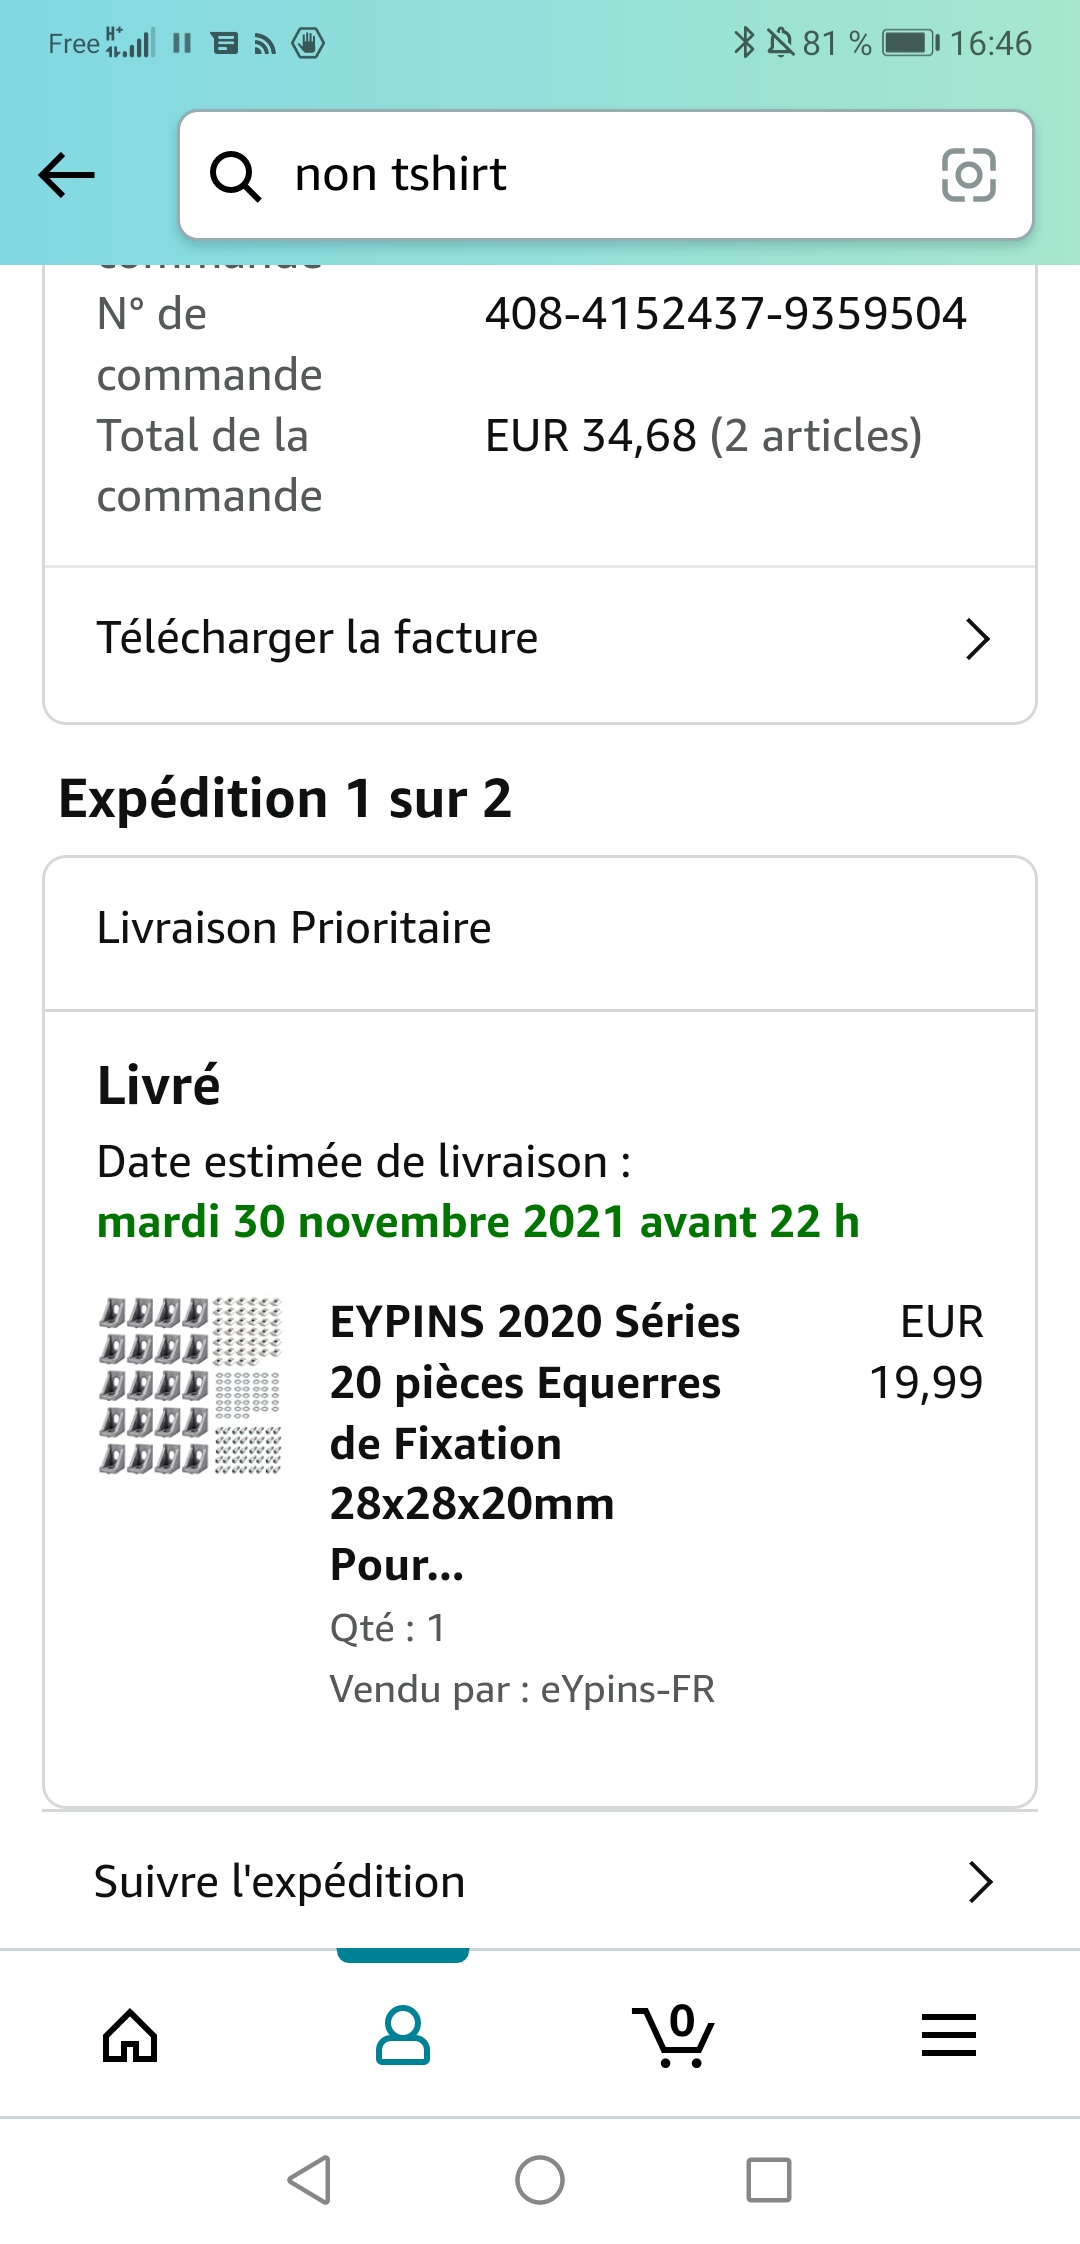 Free H+ 81 % 16:46
non tshirt
commande
N° de 408-4152437-9359504
commande
Total de la EUR 34,68 (2 articles)
commande
Télécharger la facture
Expédition 1 sur 2
Livraison Prioritaire
Livré
Date estimée de livraison :
mardi 30 novembre 2021 avant 22 h
EYPINS 2020 Séries EUR
20 pièces Equerres 19,99
de Fixation
28x28x20mm
Pour...
Qté : 1
Vendu par : eYpins-FR
Suivre l'expédition
0